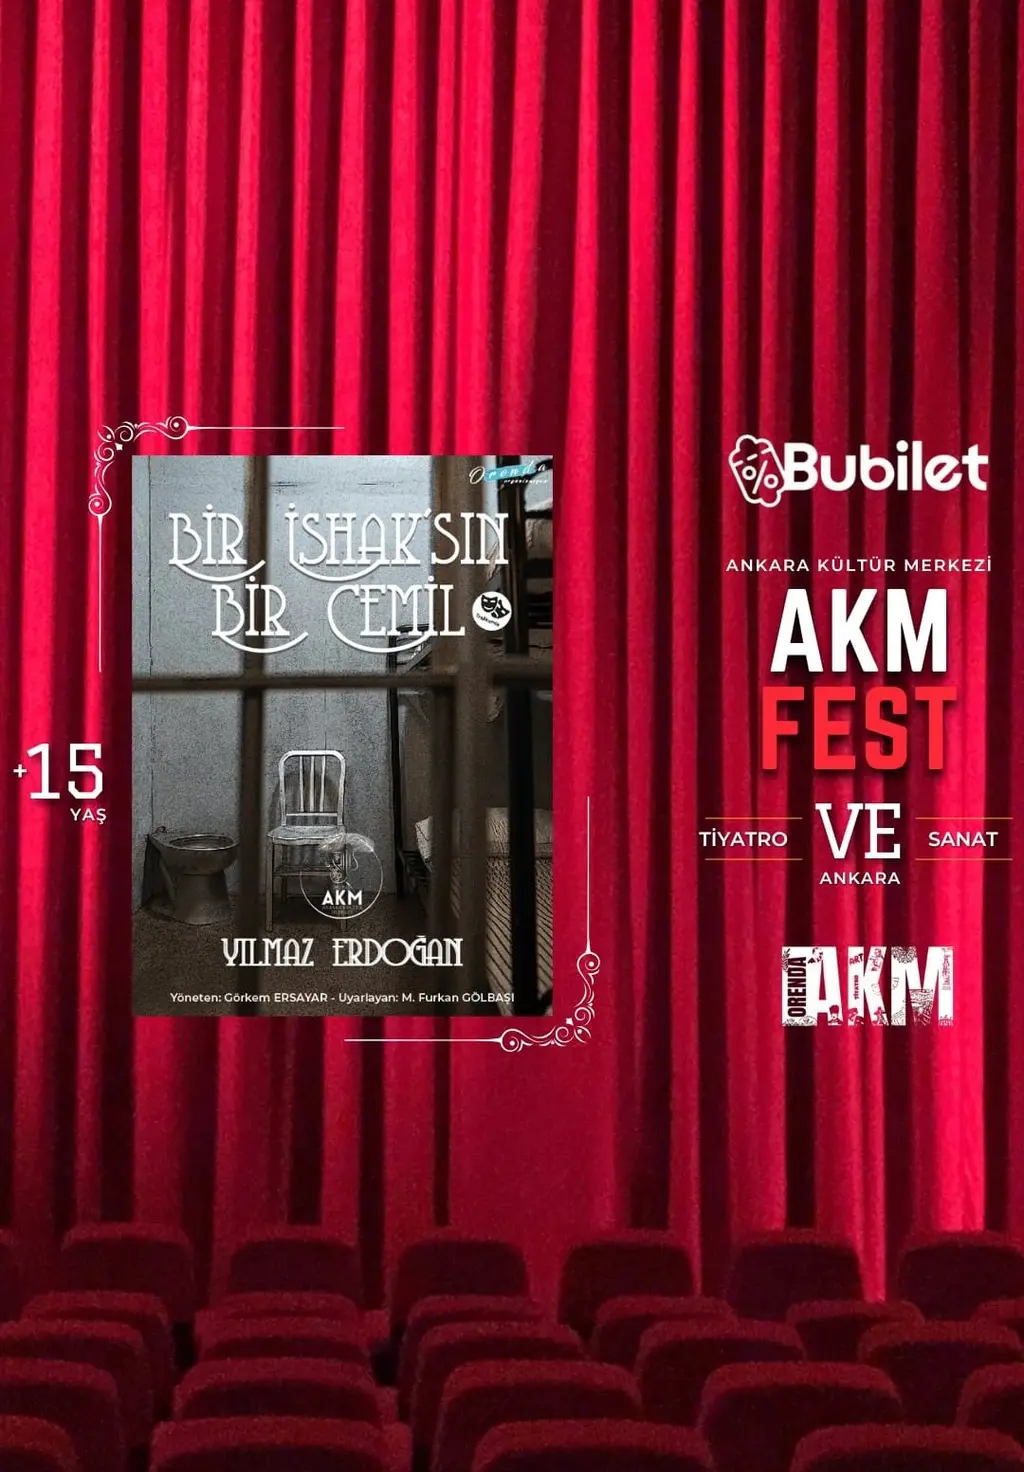 Orenda
BİR İSHAK'SIN
BİR CEMİL
AKM
YILMAZ ERDOĞAN
Yöneten: Görkem ERSAYAR - Uyarlayan: M. Furkan GÖLBAŞI
+15
YAŞ
Bubilet
ANKARA KÜLTÜR MERKEZİ
AKM
FEST
TİYATRO VE SANAT
ANKARA
ORENDA AKM